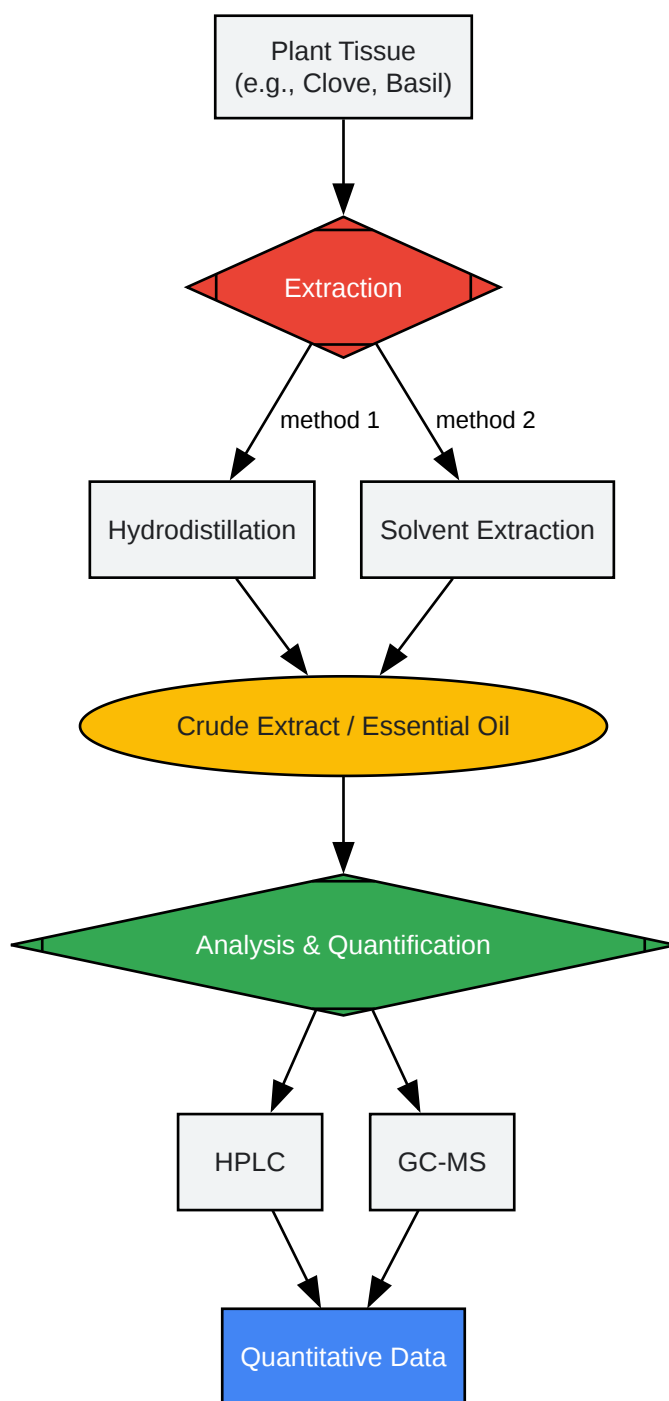 Plant Tissue
(e.g., Clove, Basil)
Extraction
method 1
method 2
Hydrodistillation
Solvent Extraction
Crude Extract / Essential Oil
Analysis & Quantification
HPLC
GC-MS
Quantitative Data